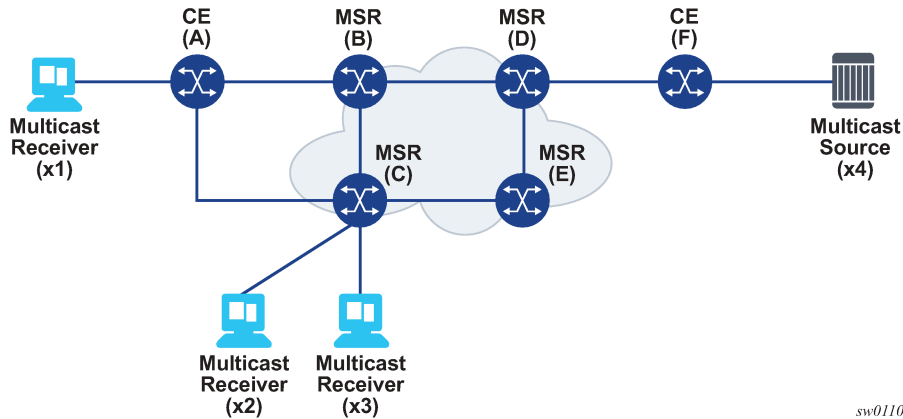 CE
(A)
MSR
(B)
MSR
(D)
CE
(F)
Multicast
Receiver
(x1)
MSR
(C)
MSR
(E)
Multicast
Source
(x4)
Multicast
Receiver
(x2)
Multicast
Receiver
(x3)
sw0110